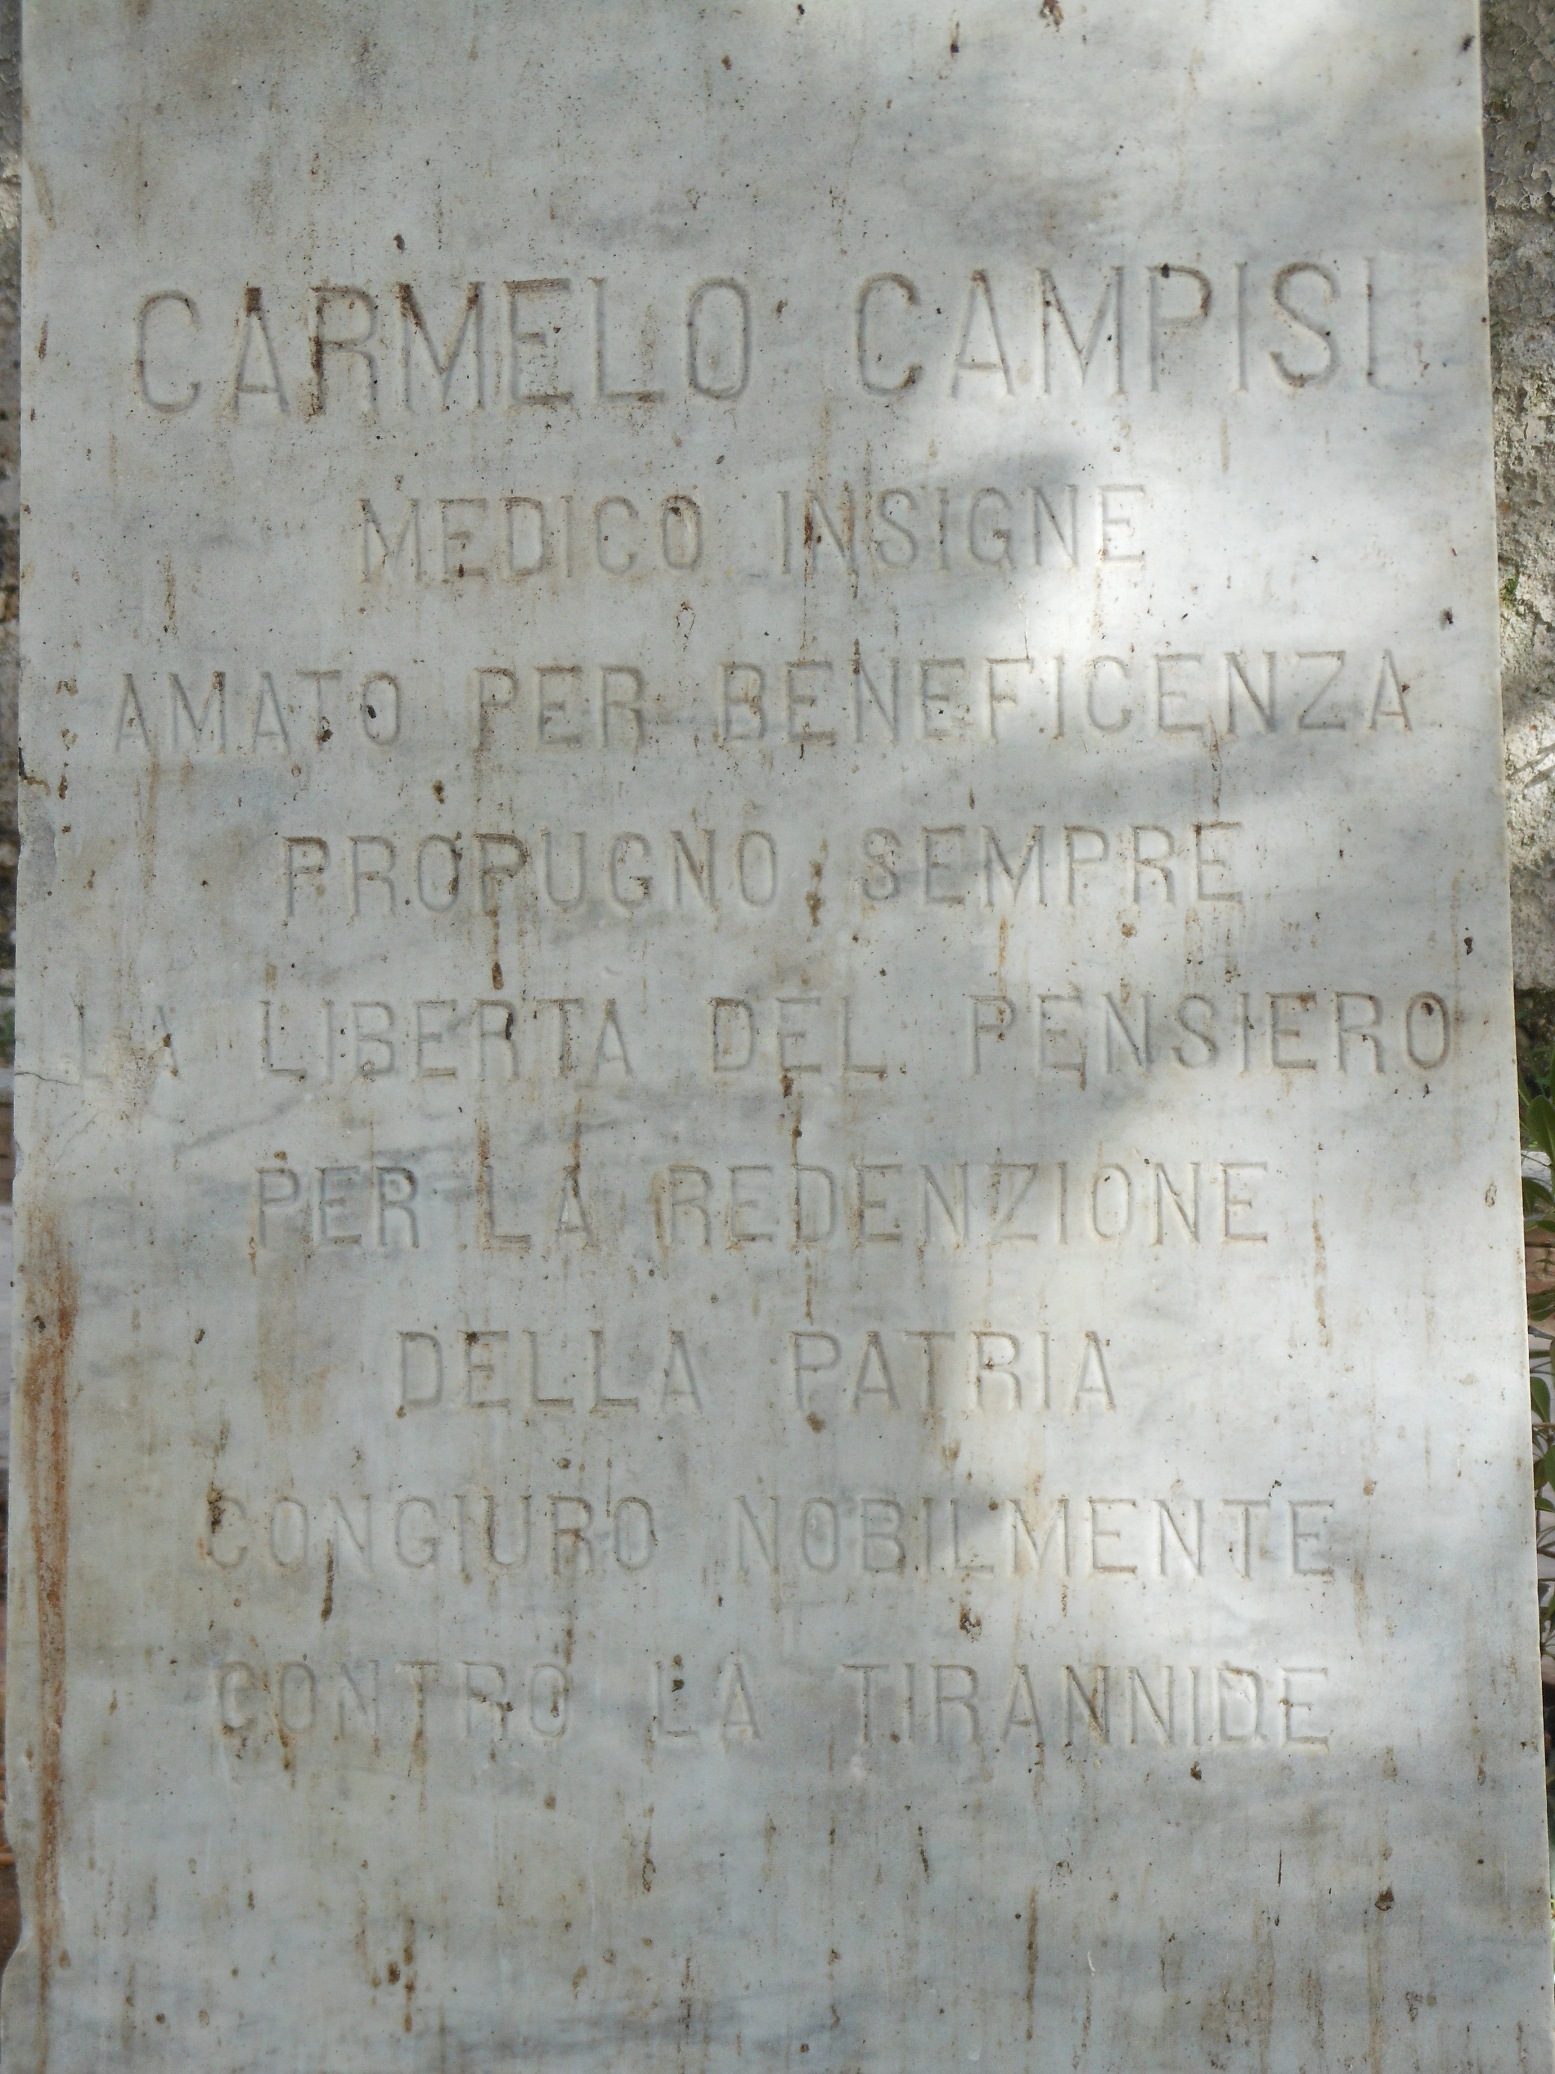 CARMELO CAMPISI
MEDICO INSIGNE
AMATO PER BENEFICENZA
PROPUGNO SEMPRE
LA LIBERTÀ DEL PENSIERO
PER LA REDENZIONE
DELLA PATRIA
CONGIURO NOBILMENTE
CONTRO LA TIRANNIDE